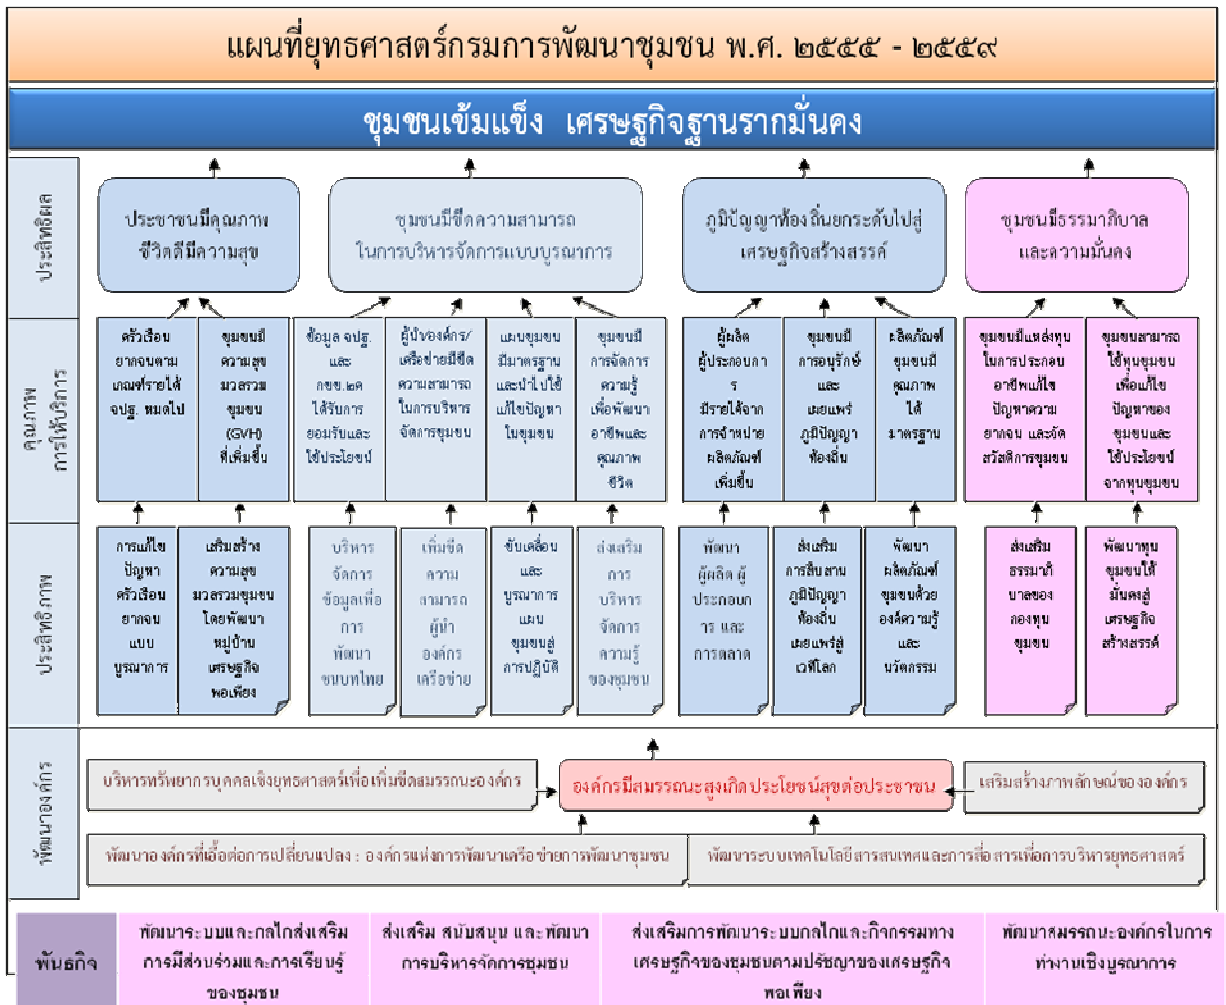 แผนที่ยุทธศาสตร์กรมการพัฒนาชุมชน พ.ศ. ๒๕๕๕ - ๒๕๕๙
ชุมชนเข้มแข็ง เศรษฐกิจฐานรากมั่นคง
ประสิทธิผล
ประชาชนมีคุณภาพ
ชีวิตดีมีความสุข
ชุมชนมีขีดความสามารถ
ในการบริหารจัดการแบบบูรณาการ
ภูมิปัญญาท้องถิ่นยกระดับไปสู่
เศรษฐกิจสร้างสรรค์
ชุมชนมีธรรมาภิบาล
และความมั่นคง
คุณภาพ
การให้บริการ
ครัวเรือน
ยากจนตาม
เกณฑ์รายได้
จปฐ. หมดไป
ชุมชนมี
ความสุข
มวลรวม
ชุมชน
(GVH)
ที่เพิ่มขึ้น
ข้อมูล จปฐ.
และ
กชช.๒ค
ได้รับการ
ยอมรับและ
ใช้ประโยชน์
ผู้นำองค์กร/
เครือข่ายมีขีด
ความสามารถ
ในการบริหาร
จัดการชุมชน
แผนชุมชน
มีมาตรฐาน
และนำไปใช้
แก้ไขปัญหา
ในชุมชน
ชุมชนมี
การจัดการ
ความรู้
เพื่อพัฒนา
อาชีพและ
คุณภาพ
ชีวิต
ผู้ผลิต
ผู้ประกอบกา
ร
มีรายได้จาก
การจำหน่าย
ผลิตภัณฑ์
เพิ่มขึ้น
ชุมชนมี
การอนุรักษ์
และ
เผยแพร่
ภูมิปัญญา
ท้องถิ่น
ผลิตภัณฑ์
ชุมชนมี
คุณภาพ
ได้
มาตรฐาน
ชุมชนมีแหล่งทุน
ในการประกอบ
อาชีพแก้ไข
ปัญหาความ
ยากจน และจัด
สวัสดิการชุมชน
ชุมชนสามารถ
ใช้ทุนชุมชน
เพื่อแก้ไข
ปัญหาของ
ชุมชนและ
ใช้ประโยชน์
จากทุนชุมชน
ประสิทธิภาพ
การแก้ไข
ปัญหา
ครัวเรือน
ยากจน
แบบ
บูรณาการ
เสริมสร้าง
ความสุข
มวลรวมชุมชน
โดยพัฒนา
หมู่บ้าน
เศรษฐกิจ
พอเพียง
บริหาร
จัดการ
ข้อมูลเพื่อ
การ
พัฒนา
ชนบทไทย
เพิ่มขีด
ความ
สามารถ
ผู้นำ
องค์กร
เครือข่าย
ขับเคลื่อน
และ
บูรณาการ
แผน
ชุมชนสู่
การปฏิบัติ
ส่งเสริม
การ
บริหาร
จัดการ
ความรู้
ของชุมชน
พัฒนา
ผู้ผลิต ผู้
ประกอบก
าร และ
การตลาด
ส่งเสริม
การสืบสาน
ภูมิปัญญา
ท้องถิ่น
เผยแพร่สู่
เวทีโลก
พัฒนา
ผลิตภัณฑ์
ชุมชนด้วย
องค์ความรู้
และ
นวัตกรรม
ส่งเสริม
ธรรมาภิ
บาลของ
กองทุน
ชุมชน
พัฒนาทุน
ชุมชนให้
มั่นคงสู่
เศรษฐกิจ
สร้างสรรค์
พัฒนาองค์กร
บริหารทรัพยากรบุคคลเชิงยุทธศาสตร์เพื่อเพิ่มขีดสมรรถนะองค์กร
องค์กรมีสมรรถนะสูงเกิดประโยชน์สุขต่อประชาชน
เสริมสร้างภาพลักษณ์ขององค์กร
พัฒนาองค์กรที่เอื้อต่อการเปลี่ยนแปลง : องค์กรแห่งการพัฒนาเครือข่ายการพัฒนาชุมชน
พัฒนาระบบเทคโนโลยีสารสนเทศและการสื่อสารเพื่อการบริหารยุทธศาสตร์
พันธกิจ
พัฒนาระบบและกลไกส่งเสริม
การมีส่วนร่วมและการเรียนรู้
ของชุมชน
ส่งเสริม สนับสนุน และพัฒนา
การบริหารจัดการชุมชน
ส่งเสริมการพัฒนาระบบกลไกและกิจกรรมทาง
เศรษฐกิจของชุมชนตามปรัชญาของเศรษฐกิจ
พอเพียง
พัฒนาสมรรถนะองค์กรในการ
ทำงานเชิงบูรณาการ